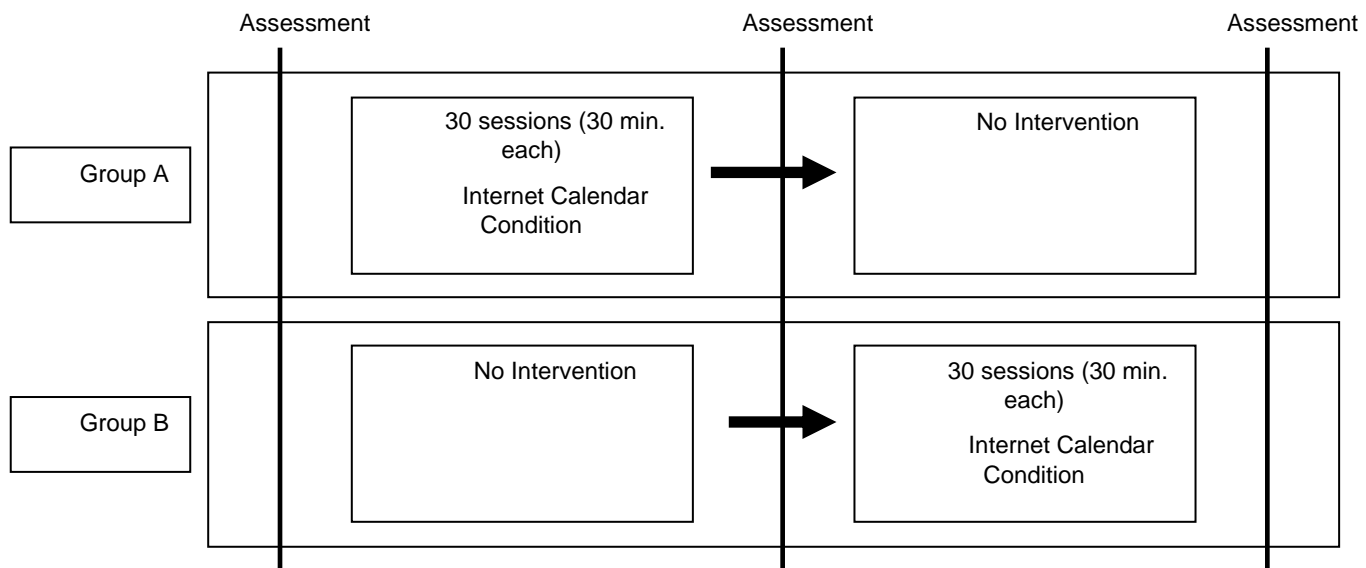 Assessment
Assessment
Assessment
Group A
30 sessions (30 min.
each)
Internet Calendar
Condition
No Intervention
Group B
No Intervention
30 sessions (30 min.
each)
Internet Calendar
Condition